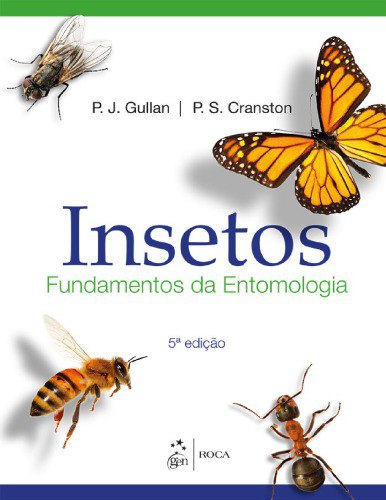 P. J. Gullan | P. S. Cranston
Insetos
Fundamentos da Entomologia
5ª edição
gen | ROCA